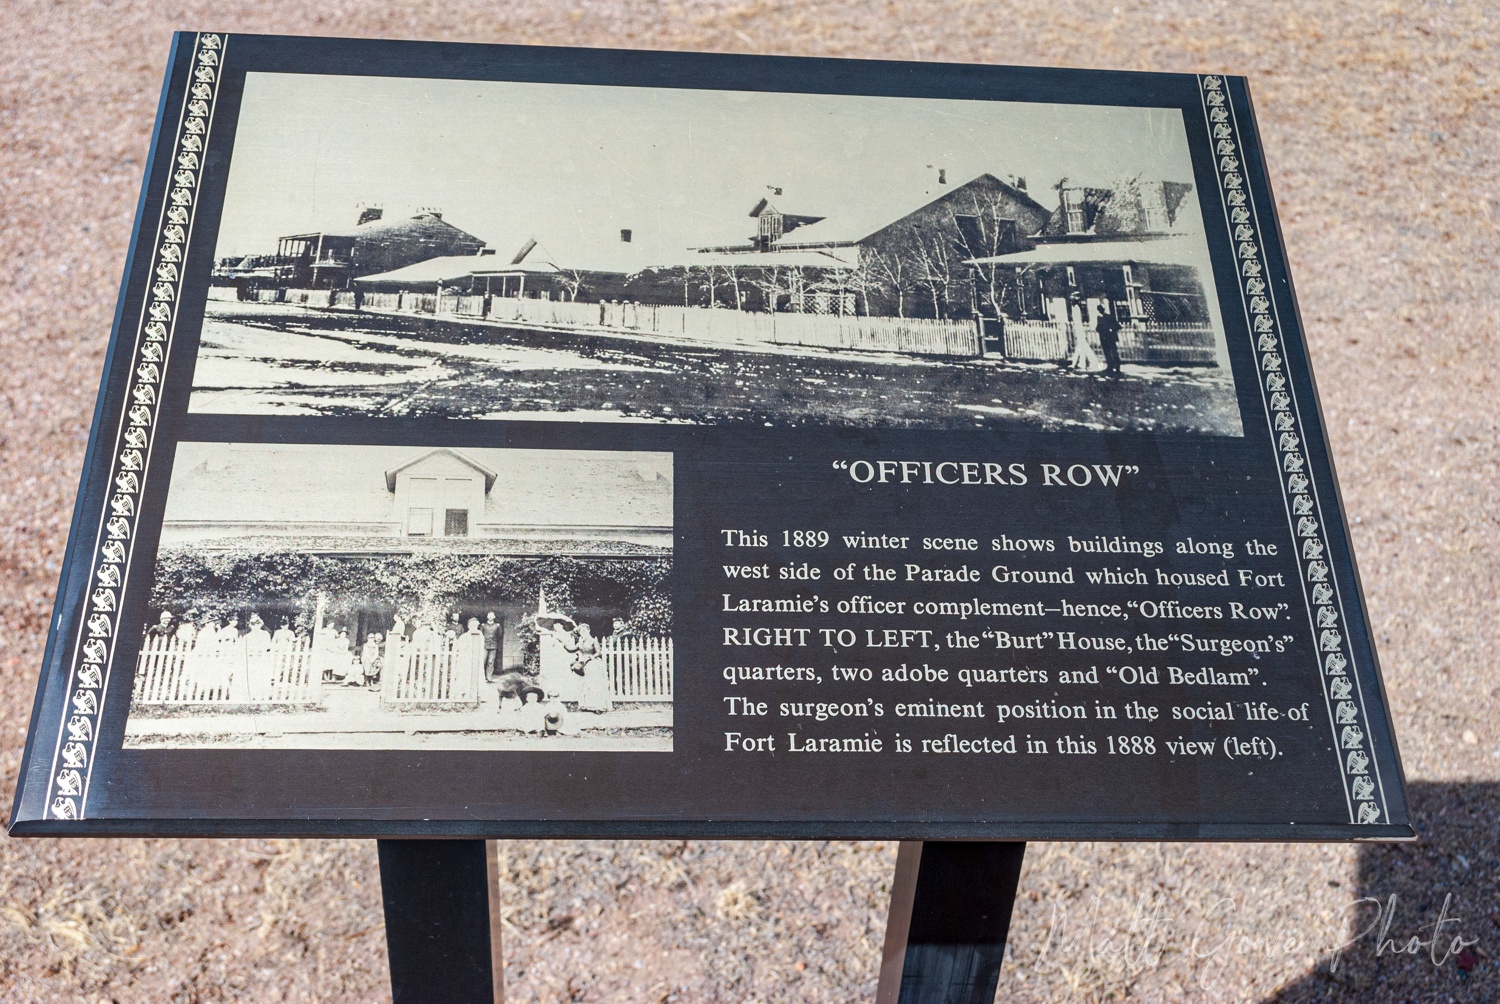 “OFFICERS ROW”
This 1889 winter scene shows buildings along the
west side of the Parade Ground which housed Fort
Laramie’s officer complement—hence,“Officers Row”.
RIGHT TO LEFT, the “Burt” House, the “Surgeon’s”
quarters, two adobe quarters and “Old Bedlam”.
The surgeon’s eminent position in the social life of
Fort Laramie is reflected in this 1888 view (left).
Matt Gove Photo